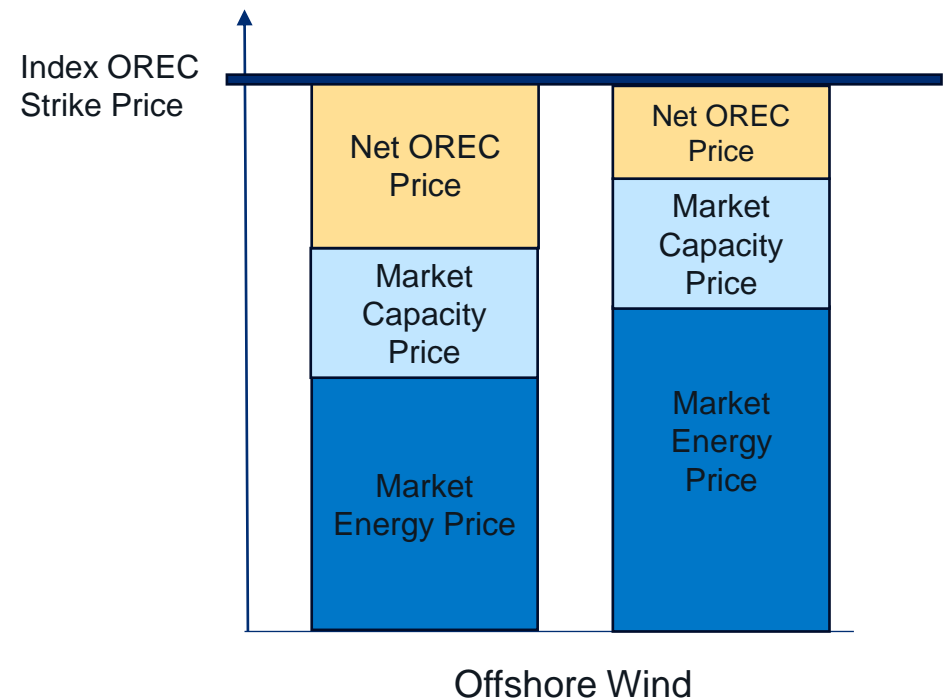 Index OREC
Strike Price
Net OREC
Price
Market
Capacity
Price
Market
Energy Price
Net OREC
Price
Market
Capacity
Price
Market
Energy
Price
Offshore Wind